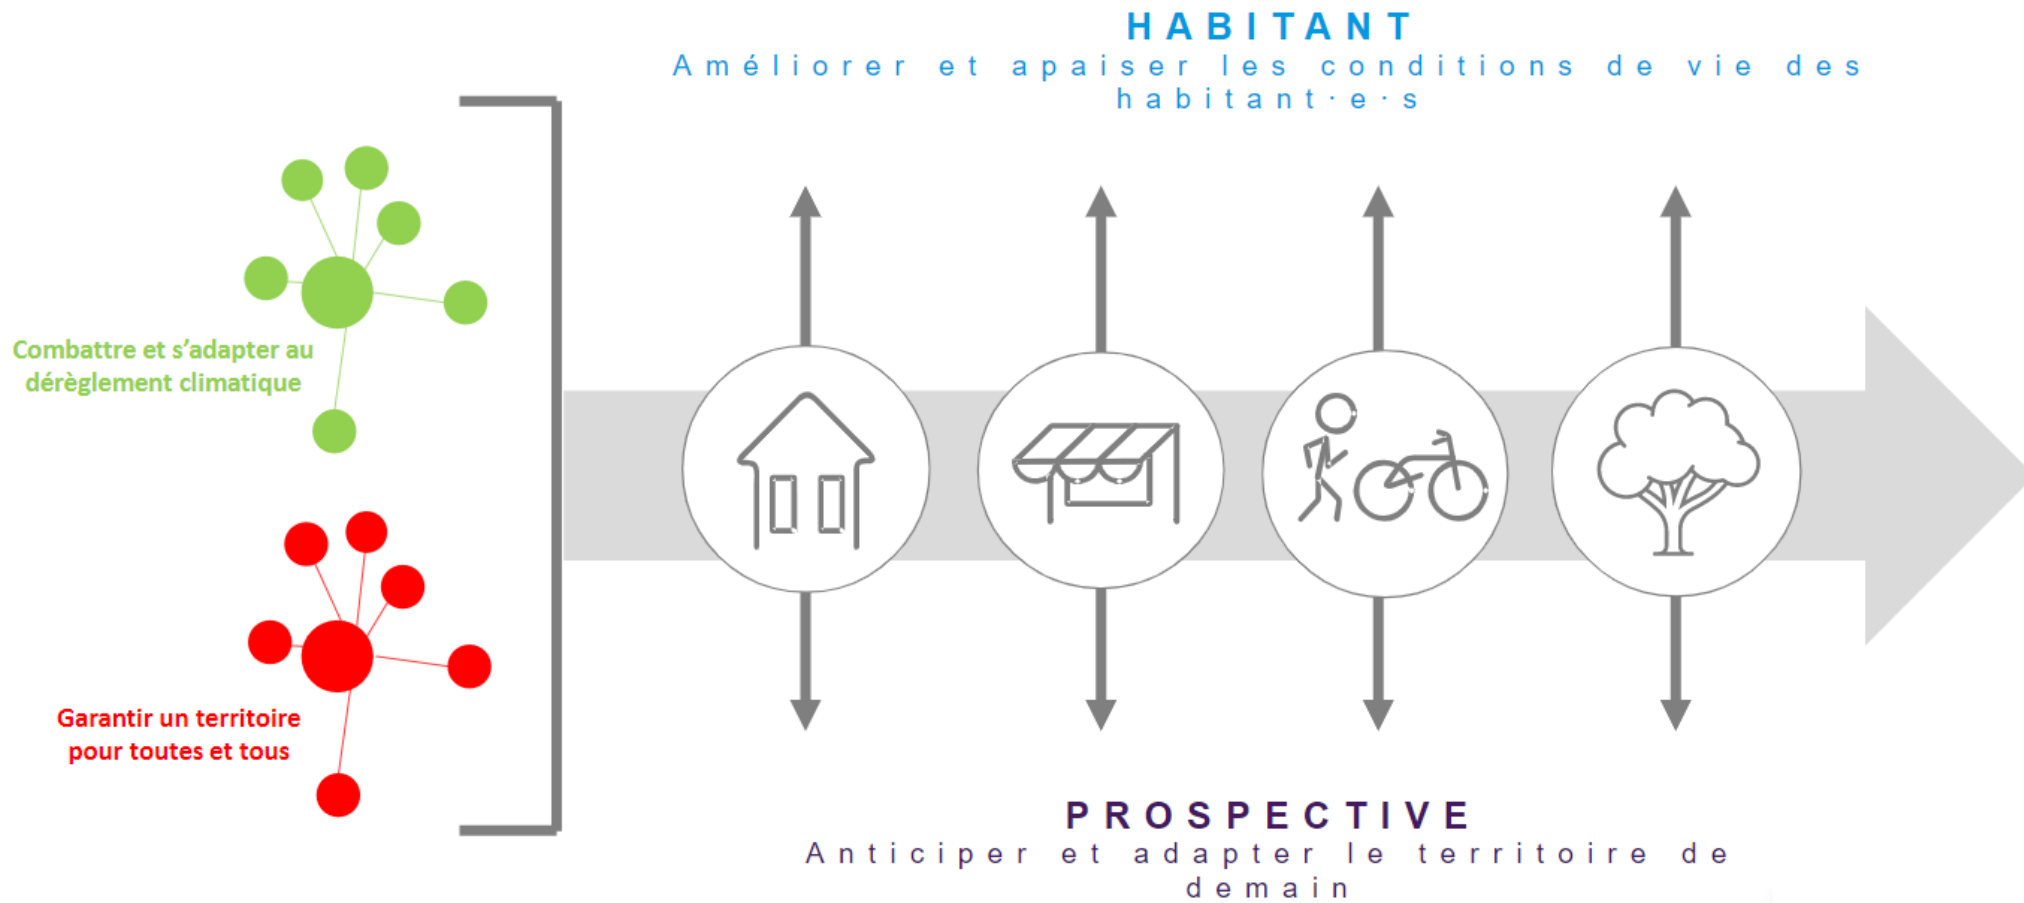 HABITANT
Améliorer et apaiser les conditions de vie des
habitant·e·s
Combattre et s’adapter au
dérèglement climatique
Garantir un territoire
pour toutes et tous
PROSPECTIVE
Anticiper et adapter le territoire de
demain